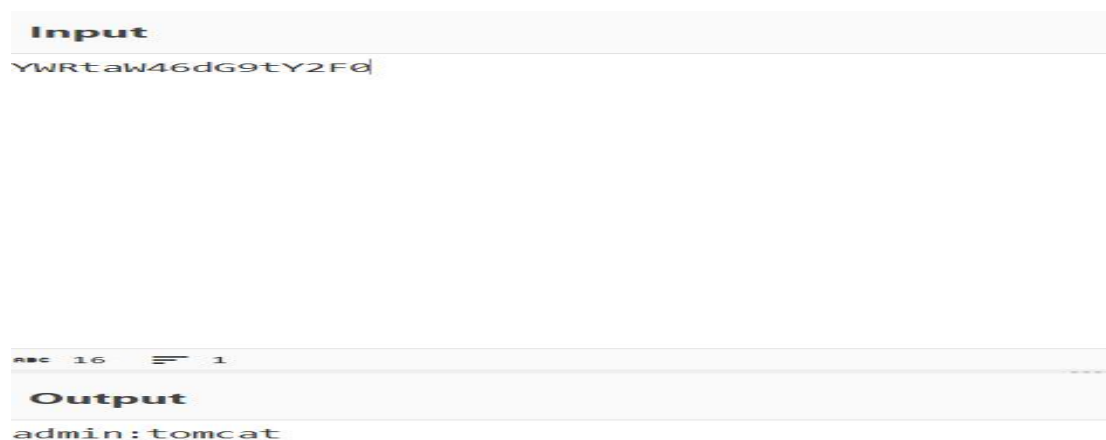 Input
YWRtaW46dG9tY2F0
ABC 16 1
Output
admin:tomcat